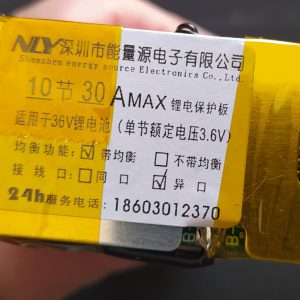 NLY深圳市能量源电子有限公司
Shenzhen energy source Electronics Co.,Ltd.
10节30AMAX锂电保护板
适用于36V锂电池（单节额定电压3.6V）
均衡功能：☑带均衡 □不带均衡
接线口：□同口 ☑异口
24h服务电话：18603012370